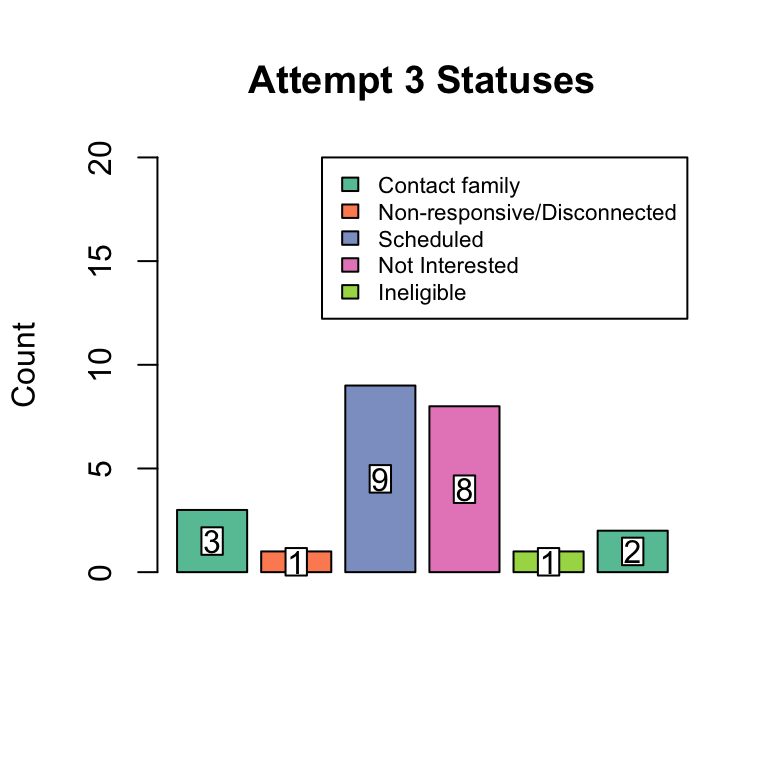 Attempt 3 Statuses
Count
20
15
10
5
0
Contact family
Non-responsive/Disconnected
Scheduled
Not Interested
Ineligible
3
1
9
8
1
2